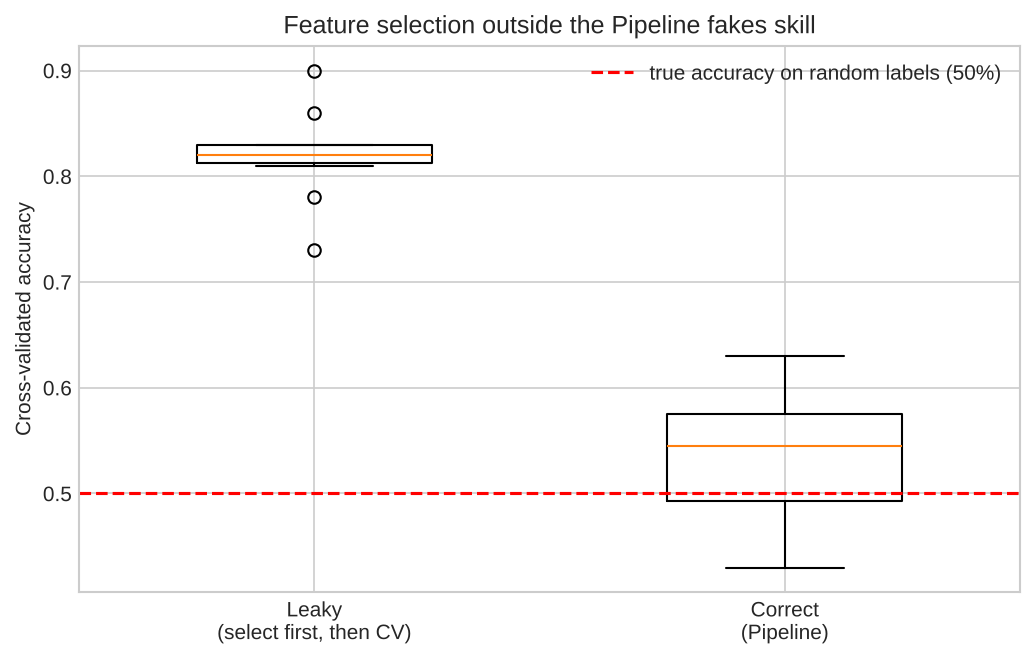 Feature selection outside the Pipeline fakes skill
true accuracy on random labels (50%)
Cross-validated accuracy
0.9
0.8
0.7
0.6
0.5
Leaky
(select first, then CV)
Correct
(Pipeline)